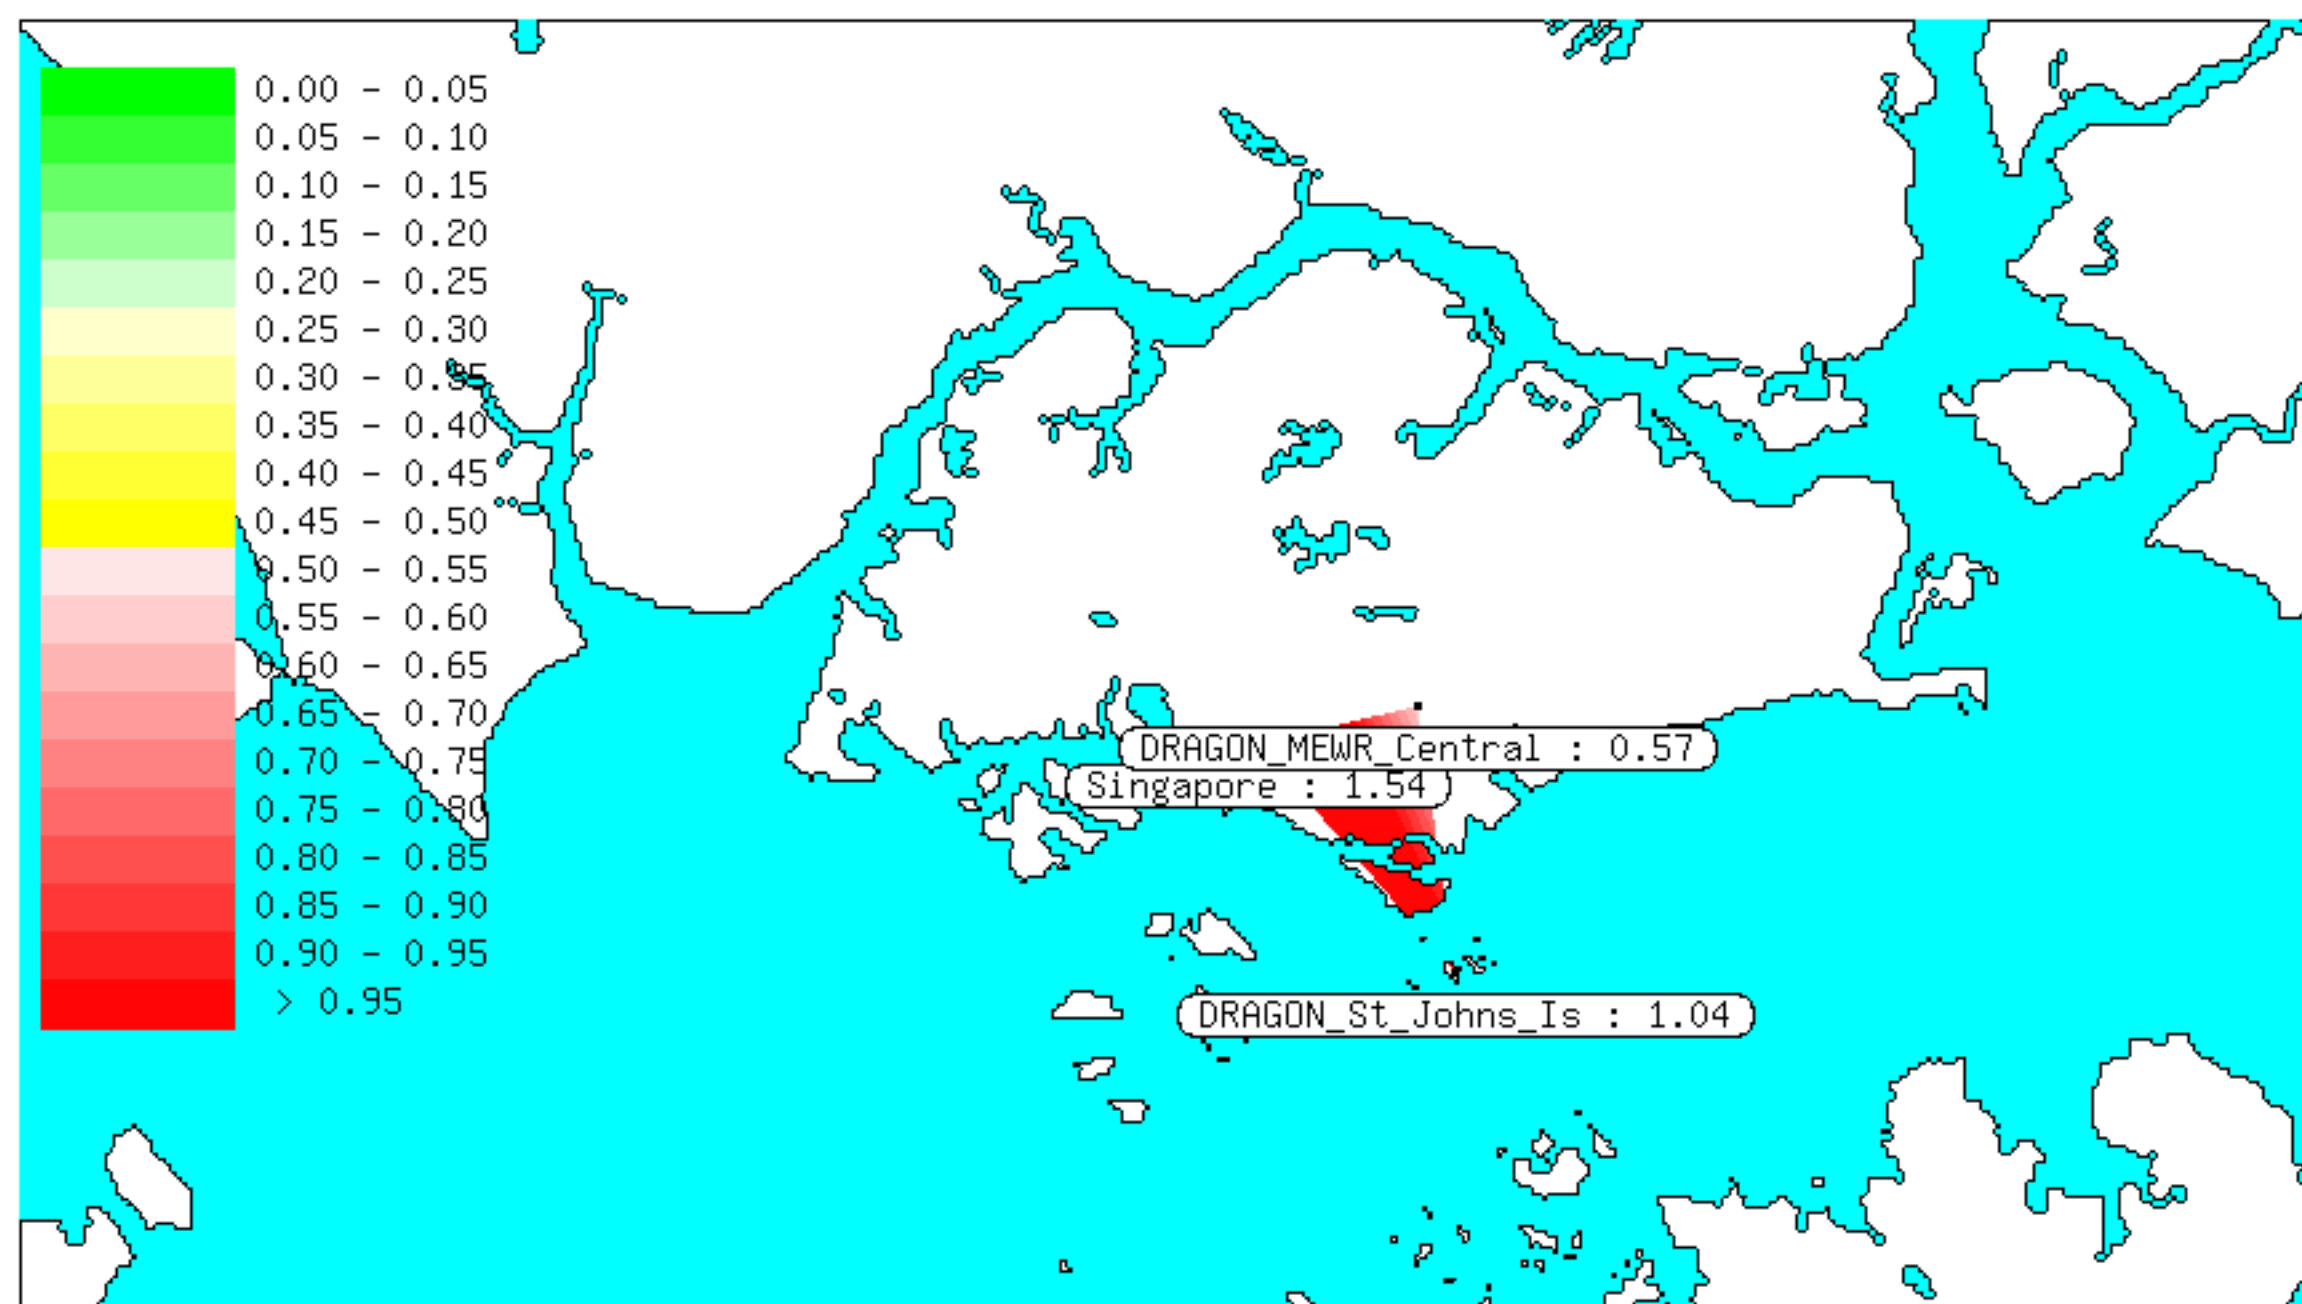 0.00 - 0.05
0.05 - 0.10
0.10 - 0.15
0.15 - 0.20
0.20 - 0.25
0.25 - 0.30
0.30 - 0.35
0.35 - 0.40
0.40 - 0.45
0.45 - 0.50
0.50 - 0.55
0.55 - 0.60
0.60 - 0.65
0.65 - 0.70
0.70 - 0.75
0.75 - 0.80
0.80 - 0.85
0.85 - 0.90
0.90 - 0.95
> 0.95
DRAGON_MEWR_Central : 0.57
Singapore : 1.54
DRAGON_St_Johns_Is : 1.04